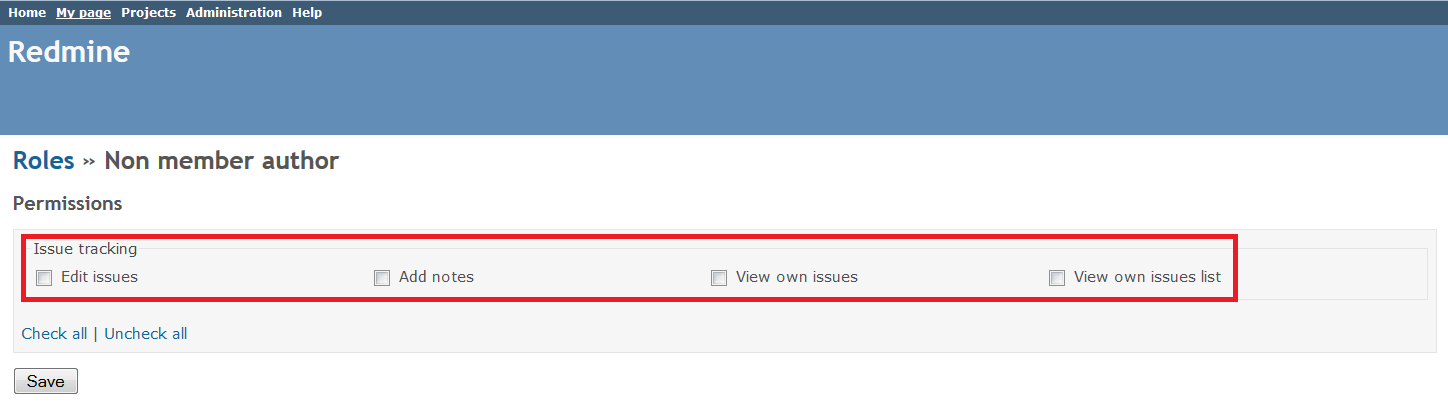 Home My page Projects Administration Help
Redmine
Roles » Non member author
Permissions
Issue tracking
Edit issues Add notes View own issues View own issues list
Check all | Uncheck all
Save